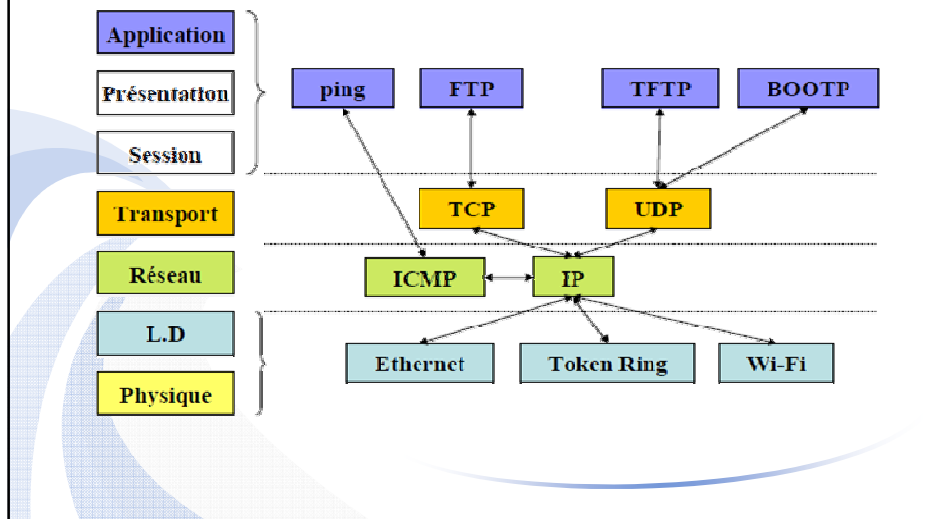 Application
Présentation
Session
Transport
Réseau
L.D
Physique
ping
FTP
TFTP
BOOTP
TCP
UDP
ICMP
IP
Ethernet
Token Ring
Wi-Fi